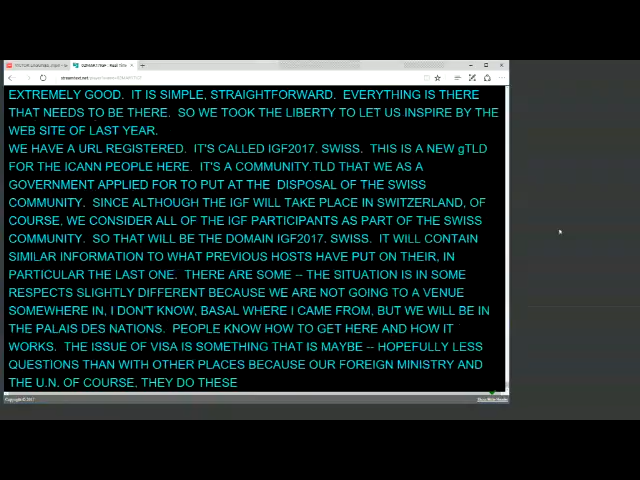 streamtext.net
EXTREMELY GOOD.  IT IS SIMPLE, STRAIGHTFORWARD.  EVERYTHING IS THERE
THAT NEEDS TO BE THERE.  SO WE TOOK THE LIBERTY TO LET US INSPIRE BY THE
WEB SITE OF LAST YEAR.
WE HAVE A URL REGISTERED.  IT'S CALLED IGF2017. SWISS.  THIS IS A NEW gTLD
FOR THE ICANN PEOPLE HERE.  IT'S A COMMUNITY.TLD THAT WE AS A
GOVERNMENT APPLIED FOR TO PUT AT THE  DISPOSAL OF THE SWISS
COMMUNITY.  SINCE ALTHOUGH THE IGF WILL TAKE PLACE IN SWITZERLAND, OF
COURSE, WE CONSIDER ALL OF THE IGF PARTICIPANTS AS PART OF THE SWISS
COMMUNITY.  SO THAT WILL BE THE DOMAIN IGF2017. SWISS.  IT WILL CONTAIN
SIMILAR INFORMATION TO WHAT PREVIOUS HOSTS HAVE PUT ON THEIR, IN
PARTICULAR THE LAST ONE.  THERE ARE SOME -- THE SITUATION IS IN SOME
RESPECTS SLIGHTLY DIFFERENT BECAUSE WE ARE NOT GOING TO A VENUE
SOMEWHERE IN, I DON'T KNOW, BASAL WHERE I CAME FROM, BUT WE WILL BE IN
THE PALAIS DES NATIONS.  PEOPLE KNOW HOW TO GET HERE AND HOW IT
WORKS.  THE ISSUE OF VISA IS SOMETHING THAT IS MAYBE -- HOPEFULLY LESS
QUESTIONS THAN WITH OTHER PLACES BECAUSE OUR FOREIGN MINISTRY AND
THE U.N. OF COURSE, THEY DO THESE
Copyright © 2017